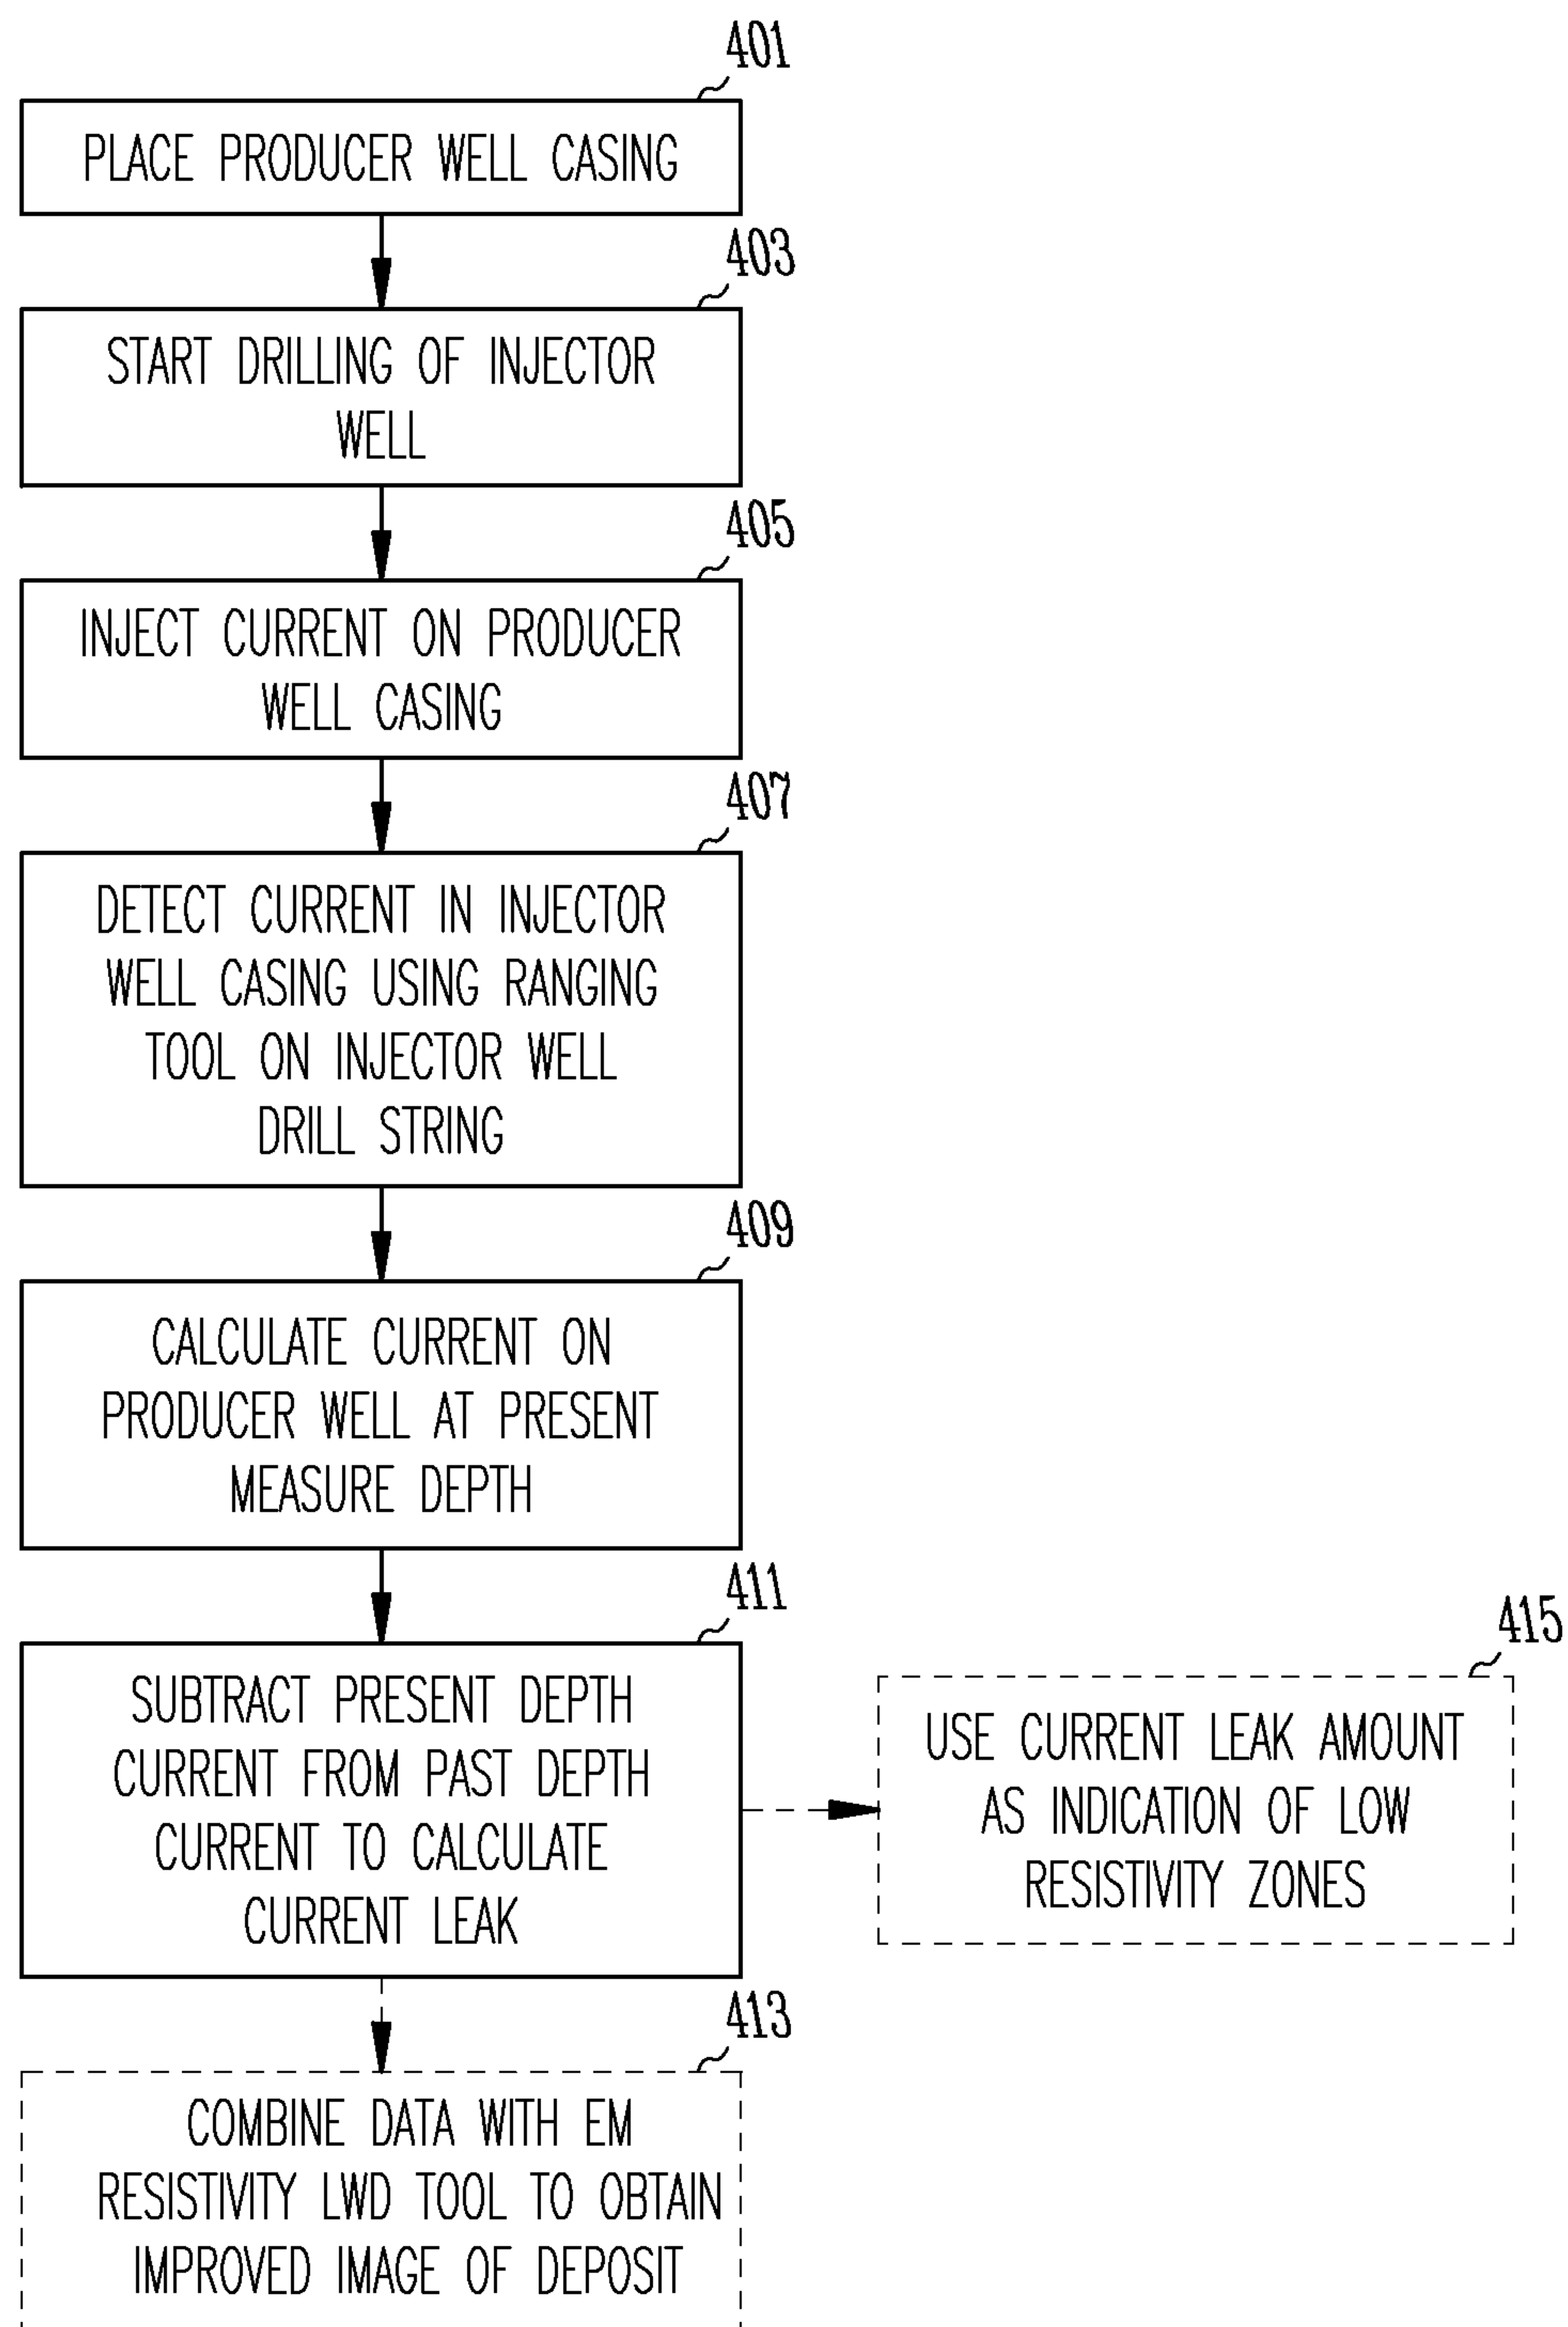 401
PLACE PRODUCER WELL CASING
403
START DRILLING OF INJECTOR
WELL
405
INJECT CURRENT ON PRODUCER
WELL CASING
407
DETECT CURRENT IN INJECTOR
WELL CASING USING RANGING
TOOL ON INJECTOR WELL
DRILL STRING
409
CALCULATE CURRENT ON
PRODUCER WELL AT PRESENT
MEASURE DEPTH
411
SUBTRACT PRESENT DEPTH
CURRENT FROM PAST DEPTH
CURRENT TO CALCULATE
CURRENT LEAK
415
USE CURRENT LEAK AMOUNT
AS INDICATION OF LOW
RESISTIVITY ZONES
413
COMBINE DATA WITH EM
RESISTIVITY LWD TOOL TO OBTAIN
IMPROVED IMAGE OF DEPOSIT